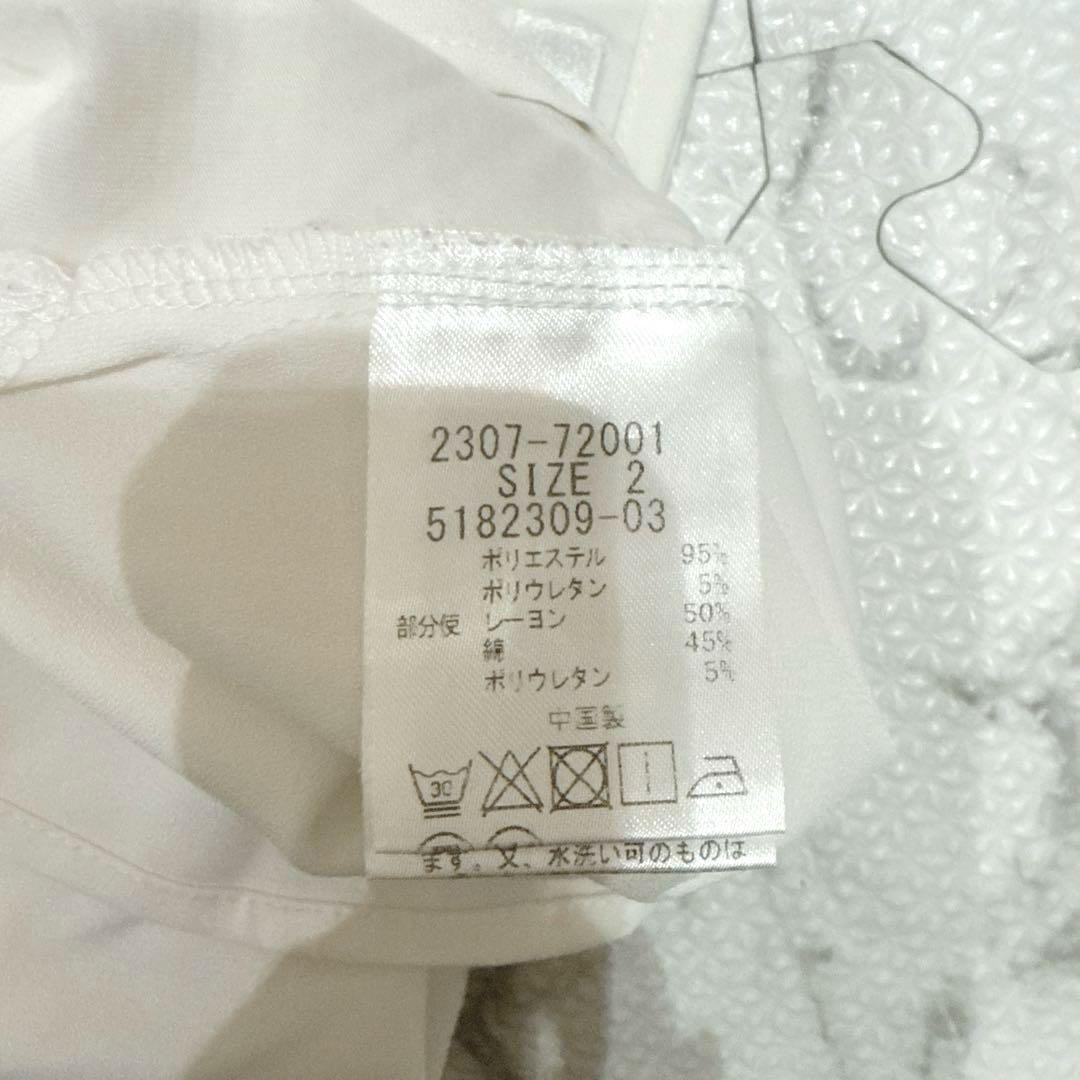 2307-72001
SIZE 2
5182309-03
ポリエステル 95%
ポリウレタン 5%
部分使 レーヨン 50%
綿 45%
ポリウレタン 5%
中国製
30
ます。又、水洗い可のものは